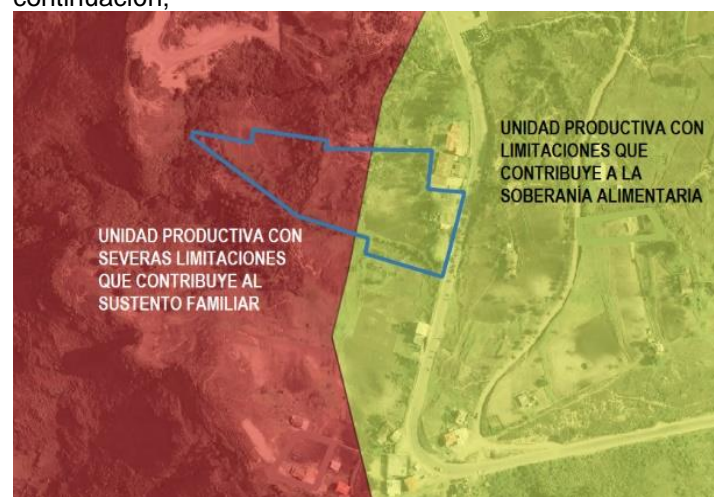 continuación,
UNIDAD PRODUCTIVA CON
LIMITACIONES QUE
CONTRIBUYE A LA
SOBERANÍA ALIMENTARIA
UNIDAD PRODUCTIVA CON
SEVERAS LIMITACIONES
QUE CONTRIBUYE AL
SUSTENTO FAMILIAR